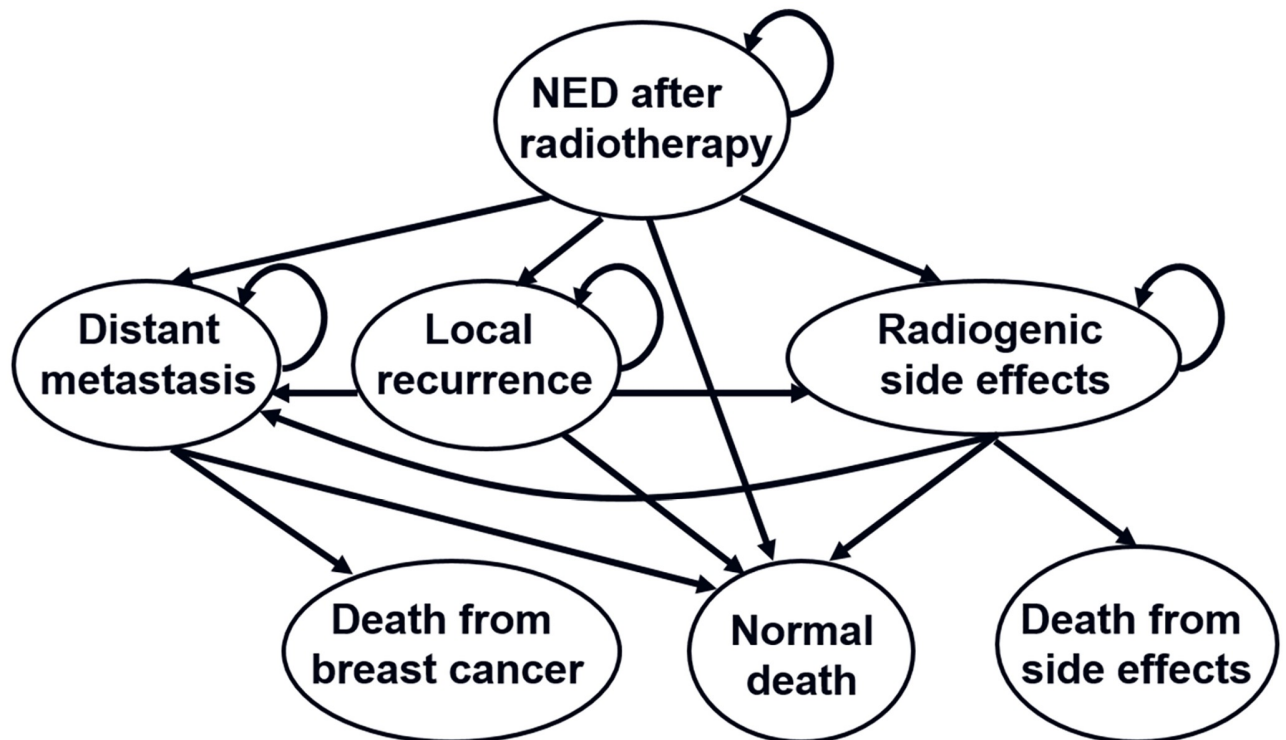 NED after
radiotherapy
Distant
metastasis
Local
recurrence
Radiogenic
side effects
Death from
breast cancer
Normal
death
Death from
side effects